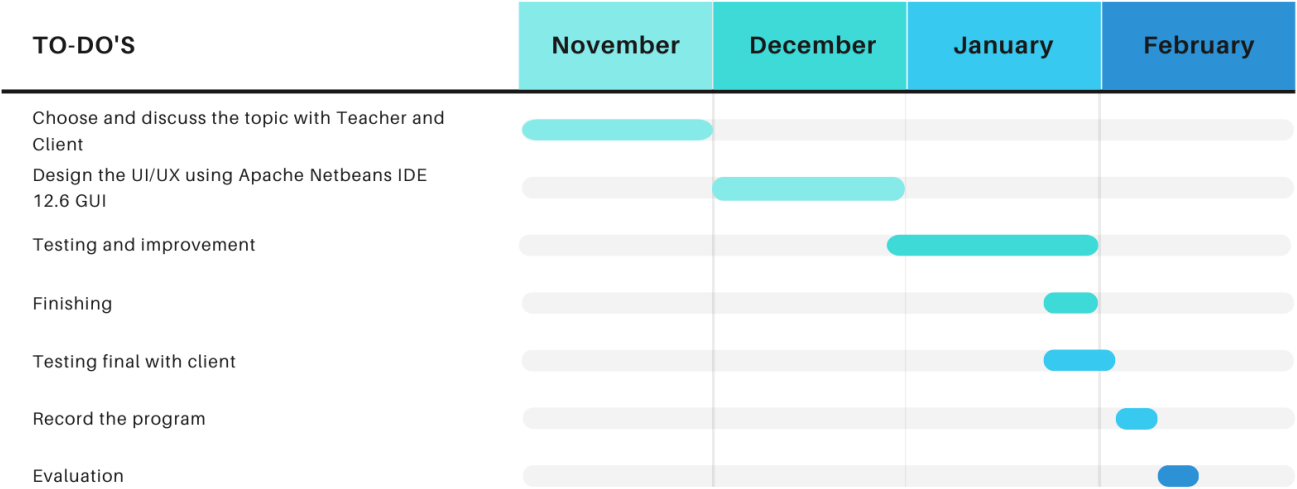 TO-DO'S
November
December
January
February
Choose and discuss the topic with Teacher and
Client
Design the UI/UX using Apache Netbeans IDE
12.6 GUI
Testing and improvement
Finishing
Testing final with client
Record the program
Evaluation